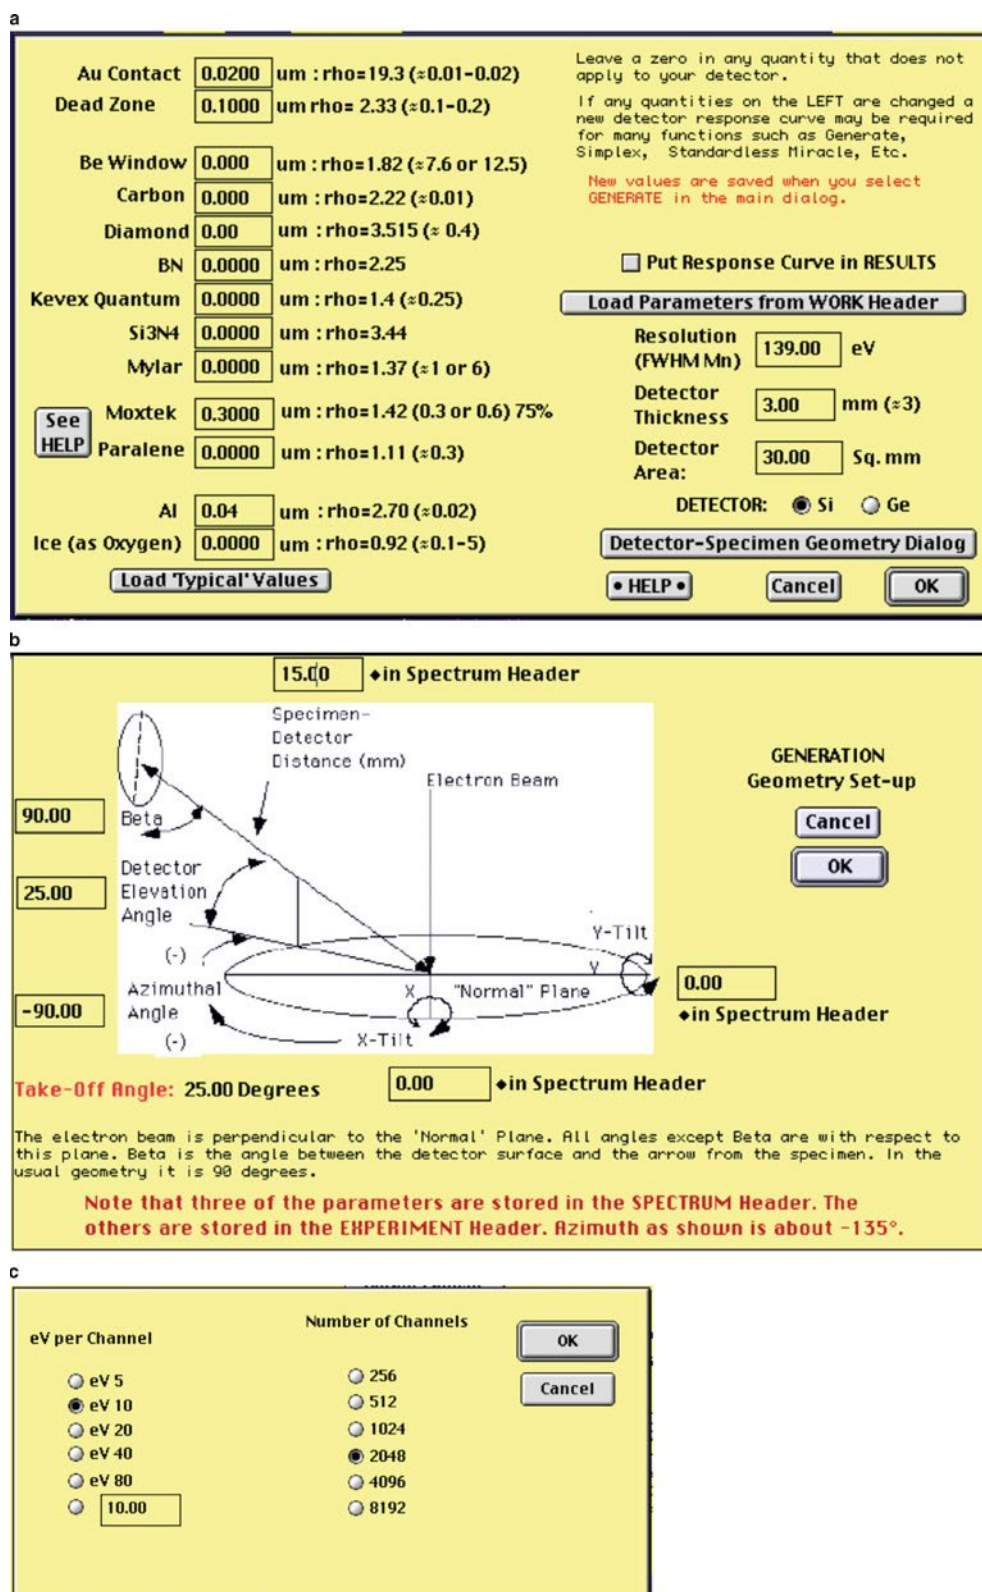 a
Au Contact 0.0200 um : rho=19.3 (≈0.01-0.02)
Dead Zone 0.1000 um rho= 2.33 (≈0.1-0.2)
Be Window 0.000 um : rho=1.82 (≈7.6 or 12.5)
Carbon 0.000 um : rho=2.22 (≈0.01)
Diamond 0.00 um : rho=3.515 (≈ 0.4)
BN 0.0000 um : rho=2.25
Kevex Quantum 0.0000 um : rho=1.4 (≈0.25)
Si3N4 0.0000 um : rho=3.44
Mylar 0.0000 um : rho=1.37 (≈1 or 6)
See
HELP
Moxtek 0.3000 um : rho=1.42 (0.3 or 0.6) 75%
Paralene 0.0000 um : rho=1.11 (≈0.3)
Al 0.04 um : rho=2.70 (≈0.02)
Ice (as Oxygen) 0.0000 um : rho=0.92 (≈0.1-5)
Load 'Typical' Values
Leave a zero in any quantity that does not
apply to your detector.
If any quantities on the LEFT are changed a
new detector response curve may be required
for many functions such as Generate,
Simplex, Standardless Miracle, Etc.
New values are saved when you select
GENERATE in the main dialog.
Put Response Curve in RESULTS
Load Parameters from WORK Header
Resolution
(FWHM Mn) 139.00 eV
Detector
Thickness 3.00 mm (≈3)
Detector
Area: 30.00 Sq. mm
DETECTOR: Si Ge
Detector-Specimen Geometry Dialog
• HELP • Cancel OK
b
15.00 ◆in Spectrum Header
Specimen-
Detector
Distance (mm)
Electron Beam
GENERATION
Geometry Set-up
Cancel
OK
90.00
Beta
25.00
Detector
Elevation
Angle
(-)
-90.00
Azimuthal
Angle
(-)
X
"Normal" Plane
X-Tilt
Y
Y-Tilt
0.00
◆in Spectrum Header
Take-Off Angle: 25.00 Degrees
0.00 ◆in Spectrum Header
The electron beam is perpendicular to the 'Normal' Plane. All angles except Beta are with respect to
this plane. Beta is the angle between the detector surface and the arrow from the specimen. In the
usual geometry it is 90 degrees.
Note that three of the parameters are stored in the SPECTRUM Header. The
others are stored in the EXPERIMENT Header. Azimuth as shown is about -135°.
c
eV per Channel
eV 5
eV 10
eV 20
eV 40
eV 80
10.00
Number of Channels
256
512
1024
2048
4096
8192
OK
Cancel